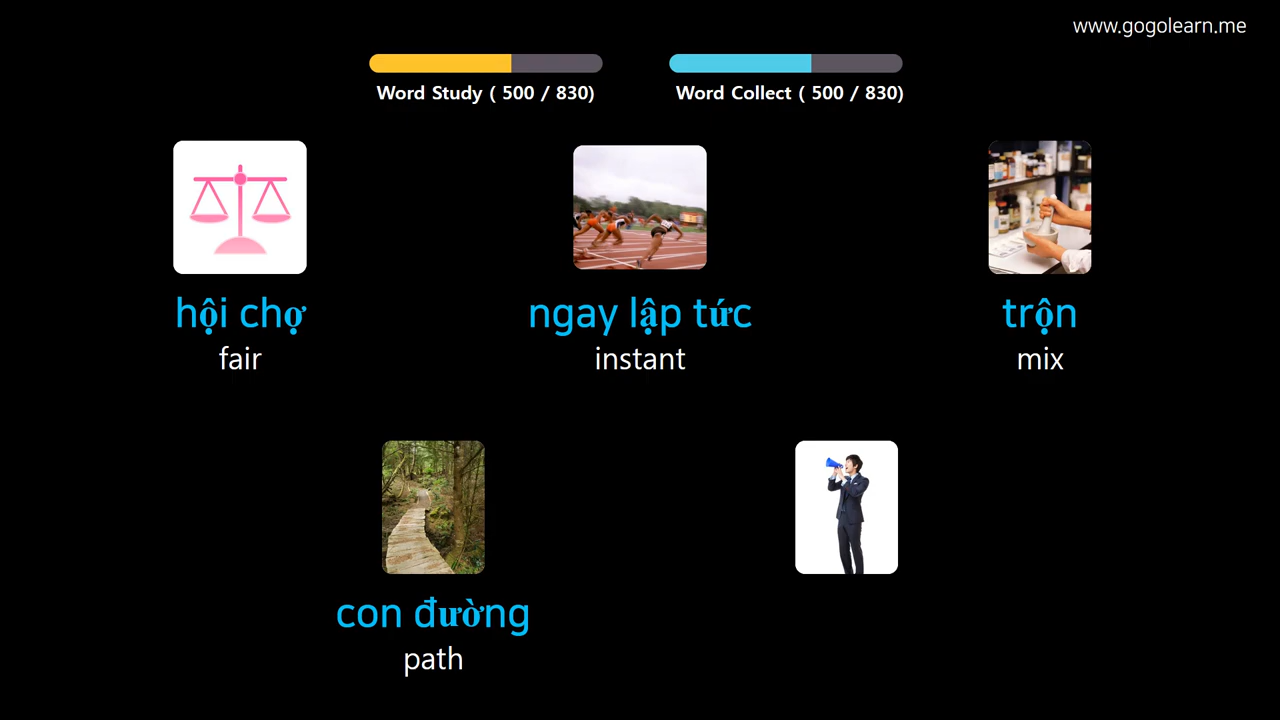 www.gogolearn.me
Word Study ( 500 / 830)
Word Collect ( 500 / 830)
hội chợ
fair
ngay lập tức
instant
trộn
mix
con đường
path